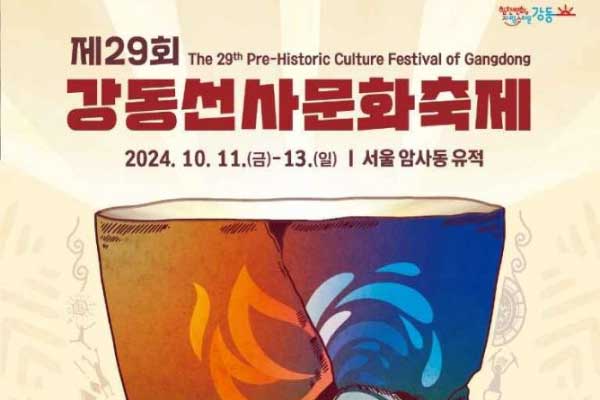 강동
제29회 The 29th Pre-Historic Culture Festival of Gangdong
강동선사문화축제
2024. 10. 11.(금)-13.(일) | 서울 암사동 유적